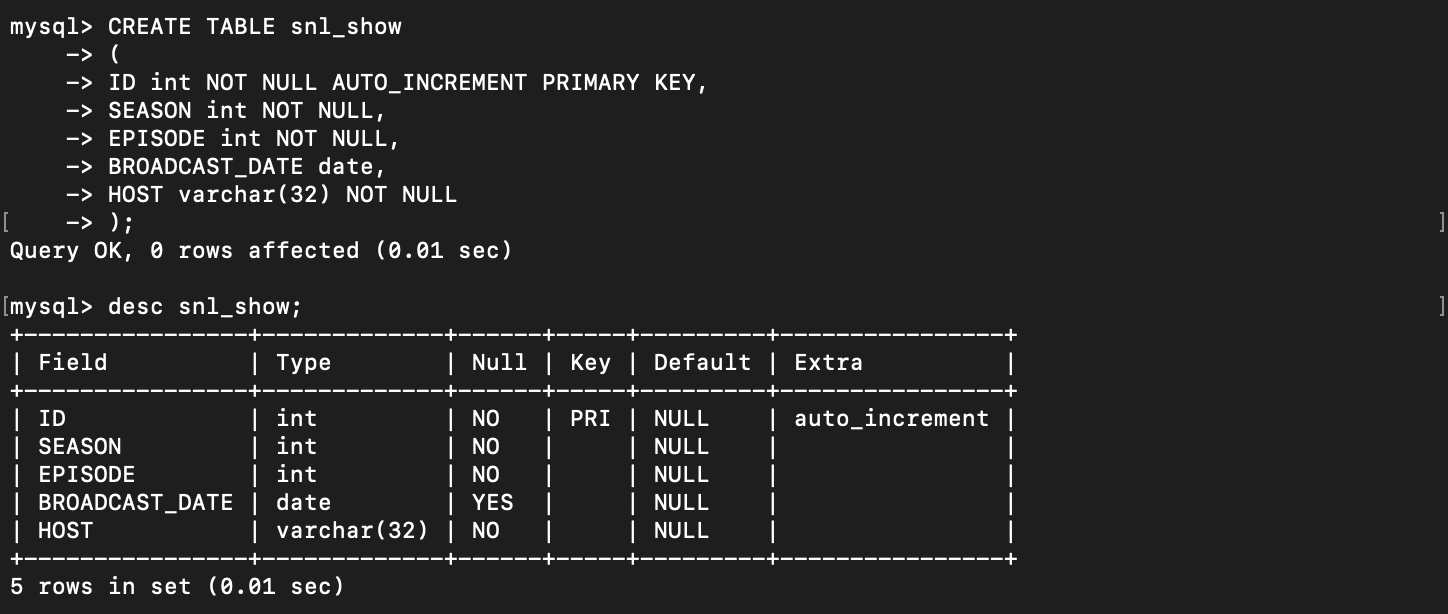 mysql> CREATE TABLE snl_show
    -> (
    -> ID int NOT NULL AUTO_INCREMENT PRIMARY KEY,
    -> SEASON int NOT NULL,
    -> EPISODE int NOT NULL,
    -> BROADCAST_DATE date,
    -> HOST varchar(32) NOT NULL
[    -> );                                                                                            ]
Query OK, 0 rows affected (0.01 sec)

[mysql> desc snl_show;                                                                                 ]
+----------------+-------------+------+-----+---------+----------------+
| Field          | Type        | Null | Key | Default | Extra          |
+----------------+-------------+------+-----+---------+----------------+
| ID             | int         | NO   | PRI | NULL    | auto_increment |
| SEASON         | int         | NO   |     | NULL    |                |
| EPISODE        | int         | NO   |     | NULL    |                |
| BROADCAST_DATE | date        | YES  |     | NULL    |                |
| HOST           | varchar(32) | NO   |     | NULL    |                |
+----------------+-------------+------+-----+---------+----------------+
5 rows in set (0.01 sec)